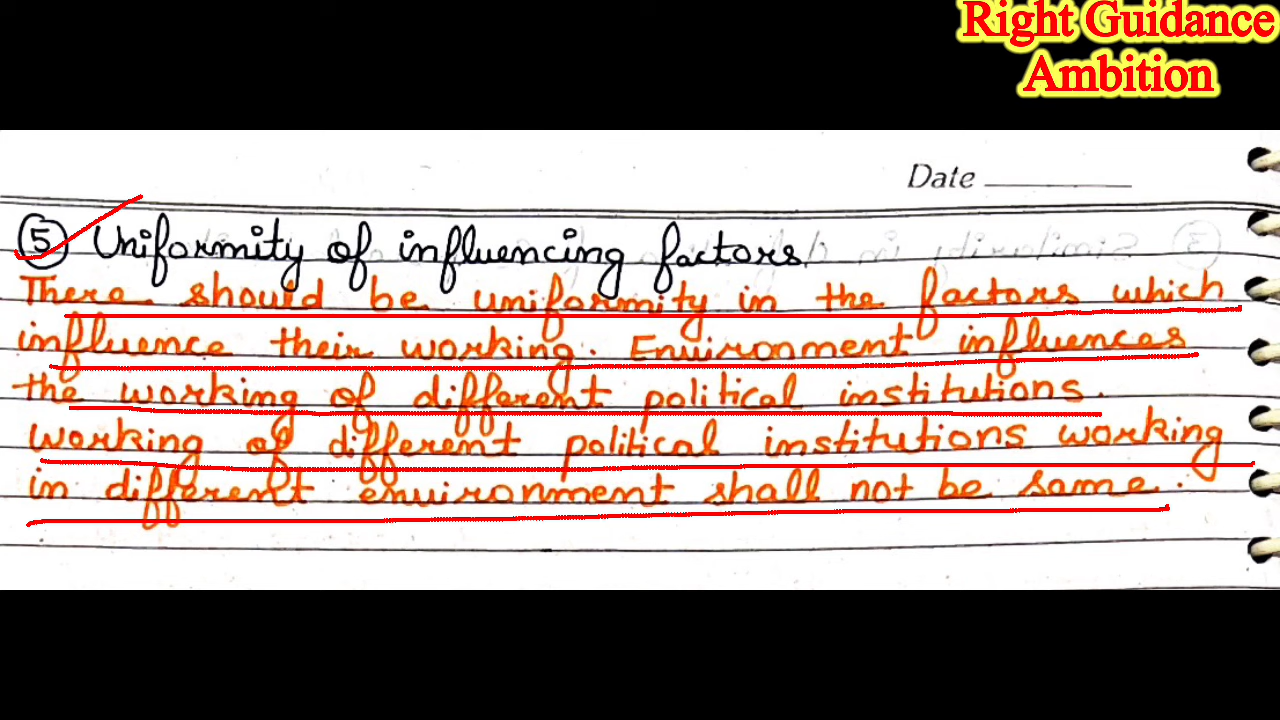 Right Guidance
Ambition
Date
5 Uniformity of influencing factors
There should be uniformity in the factors which
influence their working. Environment influences
the working of different political institutions.
working of different political institutions working
in different environment shall not be same.